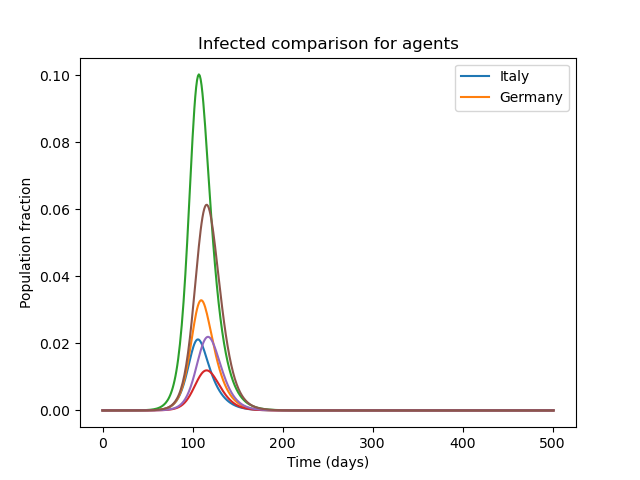 Infected comparison for agents
Italy
Germany
0.10
0.08
0.06
0.04
0.02
0.00
Population fraction
0 100 200 300 400 500
Time (days)